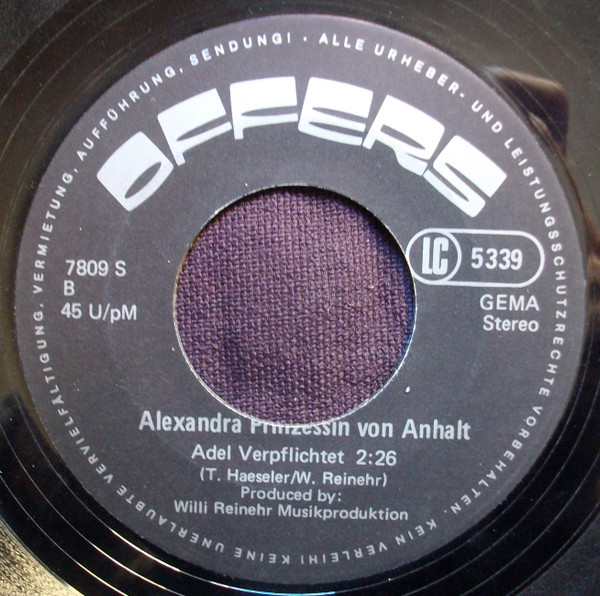 ALLE URHEBER- UND LEISTUNGSSCHUTZRECHTE VORBEHALTEN. KEIN VERLEIH! KEINE UNERLAUBTE VERVIELFÄLTIGUNG, VERMIETUNG, AUFFÜHRUNG, SENDUNG! ·
OFFERS
7809 S
B
45 U/pM
LC 5339
GEMA
Stereo
Alexandra Prinzessin von Anhalt
Adel Verpflichtet 2:26
(T. Haeseler/W. Reinehr)
Produced by:
Willi Reinehr Musikproduktion